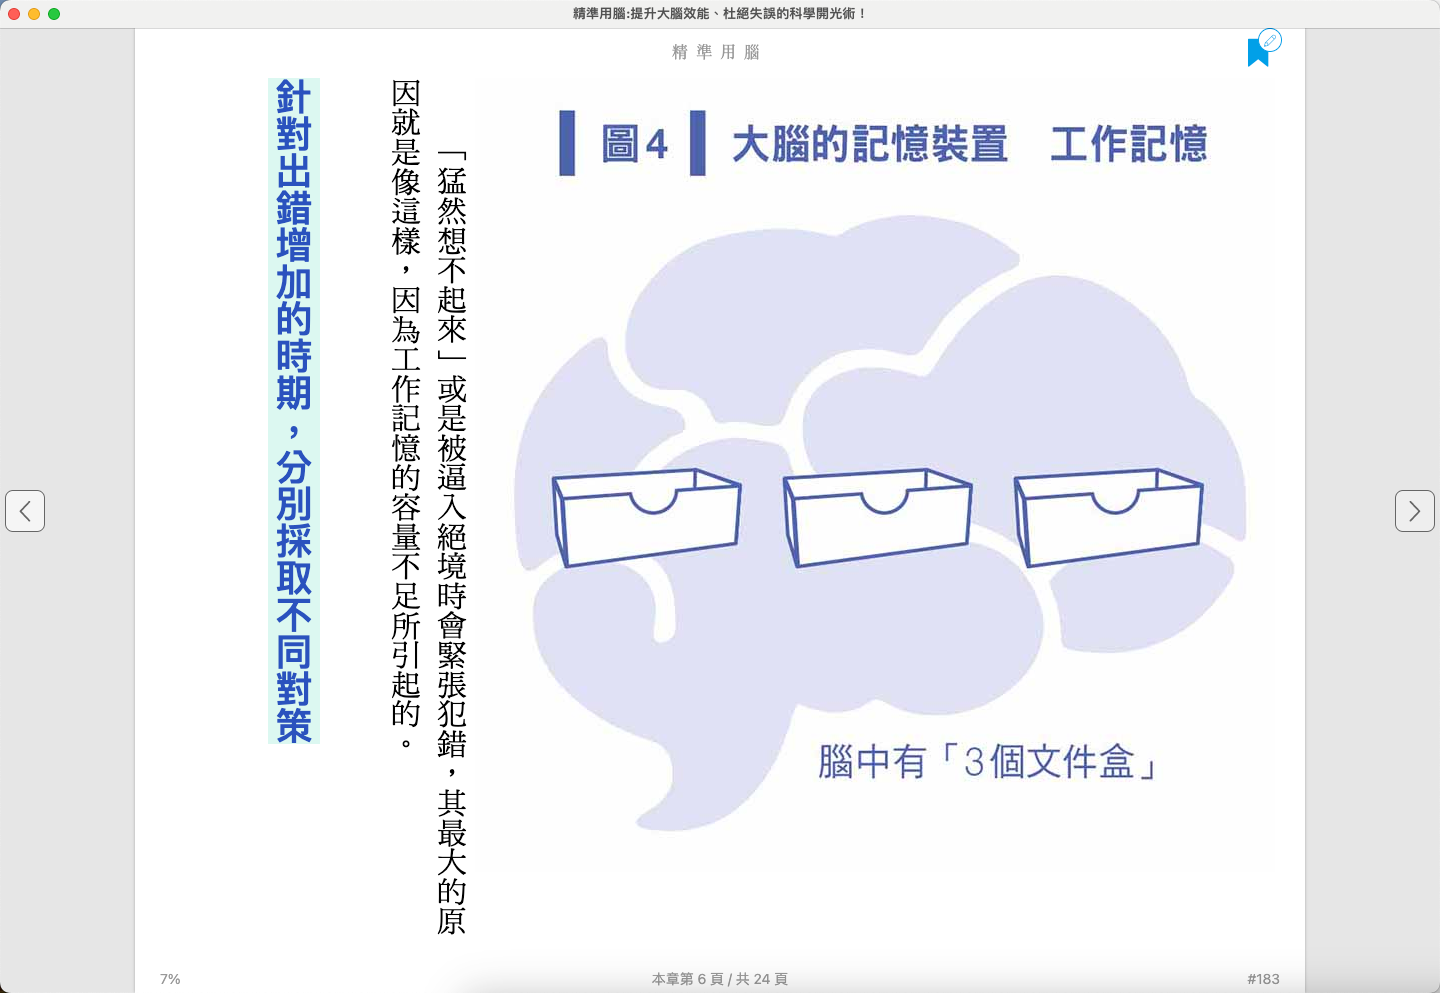 精準用腦:提升大腦效能、杜絕失誤的科學開光術！
精準用腦
圖4 大腦的記憶裝置　工作記憶
腦中有「3個文件盒」
「猛然想不起來」或是被逼入絕境時會緊張犯錯，其最大的原
因就是像這樣，因為工作記憶的容量不足所引起的。
針對出錯增加的時期，分別採取不同對策
7%
本章第 6 頁 / 共 24 頁
#183